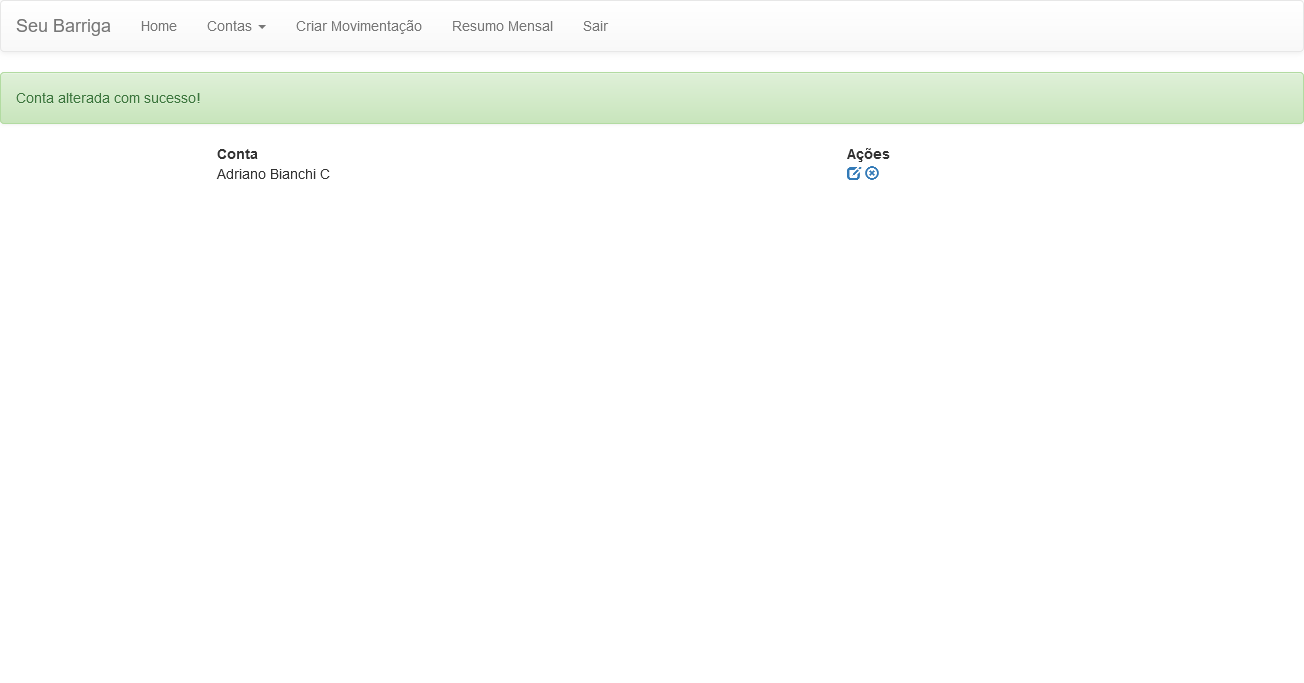 Seu Barriga Home Contas Criar Movimentação Resumo Mensal Sair
Conta alterada com sucesso!
Conta Ações
Adriano Bianchi C